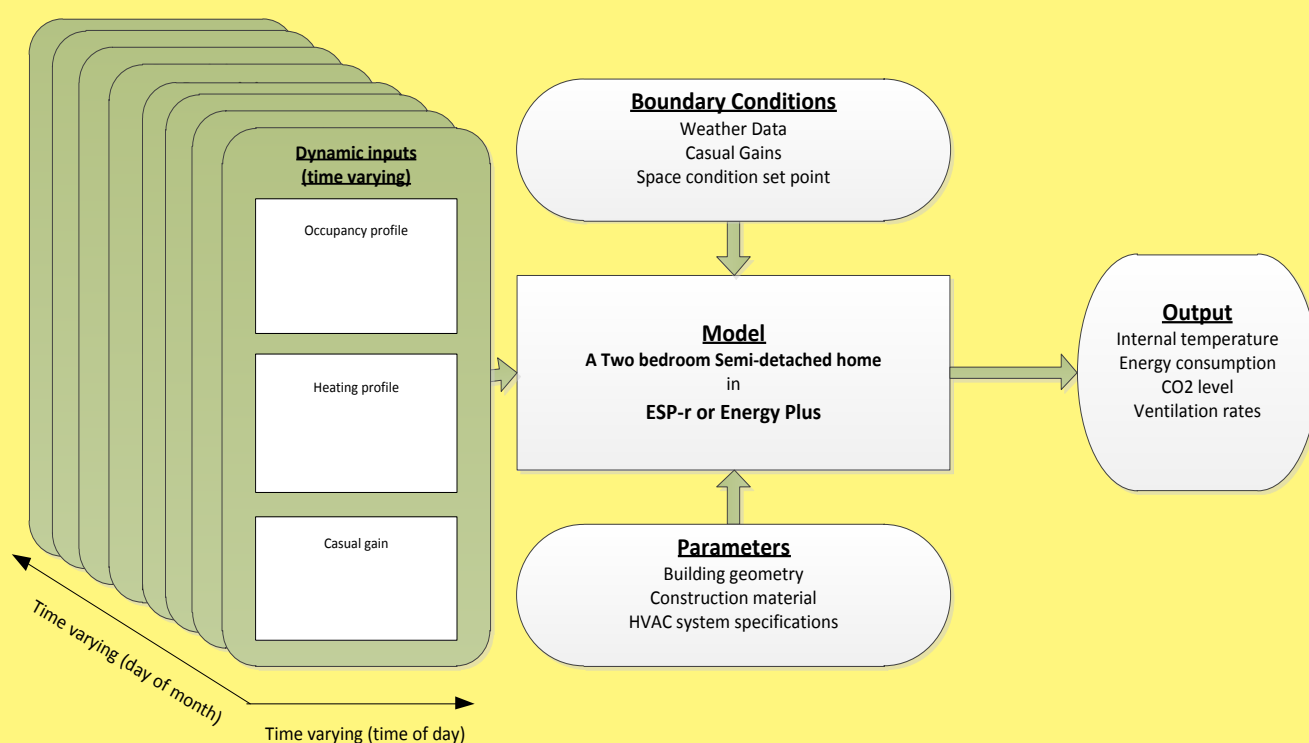 Dynamic inputs
(time varying)
Occupancy profile
Heating profile
Casual gain
Time varying (day of month)
Time varying (time of day)
Boundary Conditions
Weather Data
Casual Gains
Space condition set point
Model
A Two bedroom Semi-detached home
in
ESP-r or Energy Plus
Parameters
Building geometry
Construction material
HVAC system specifications
Output
Internal temperature
Energy consumption
CO2 level
Ventilation rates